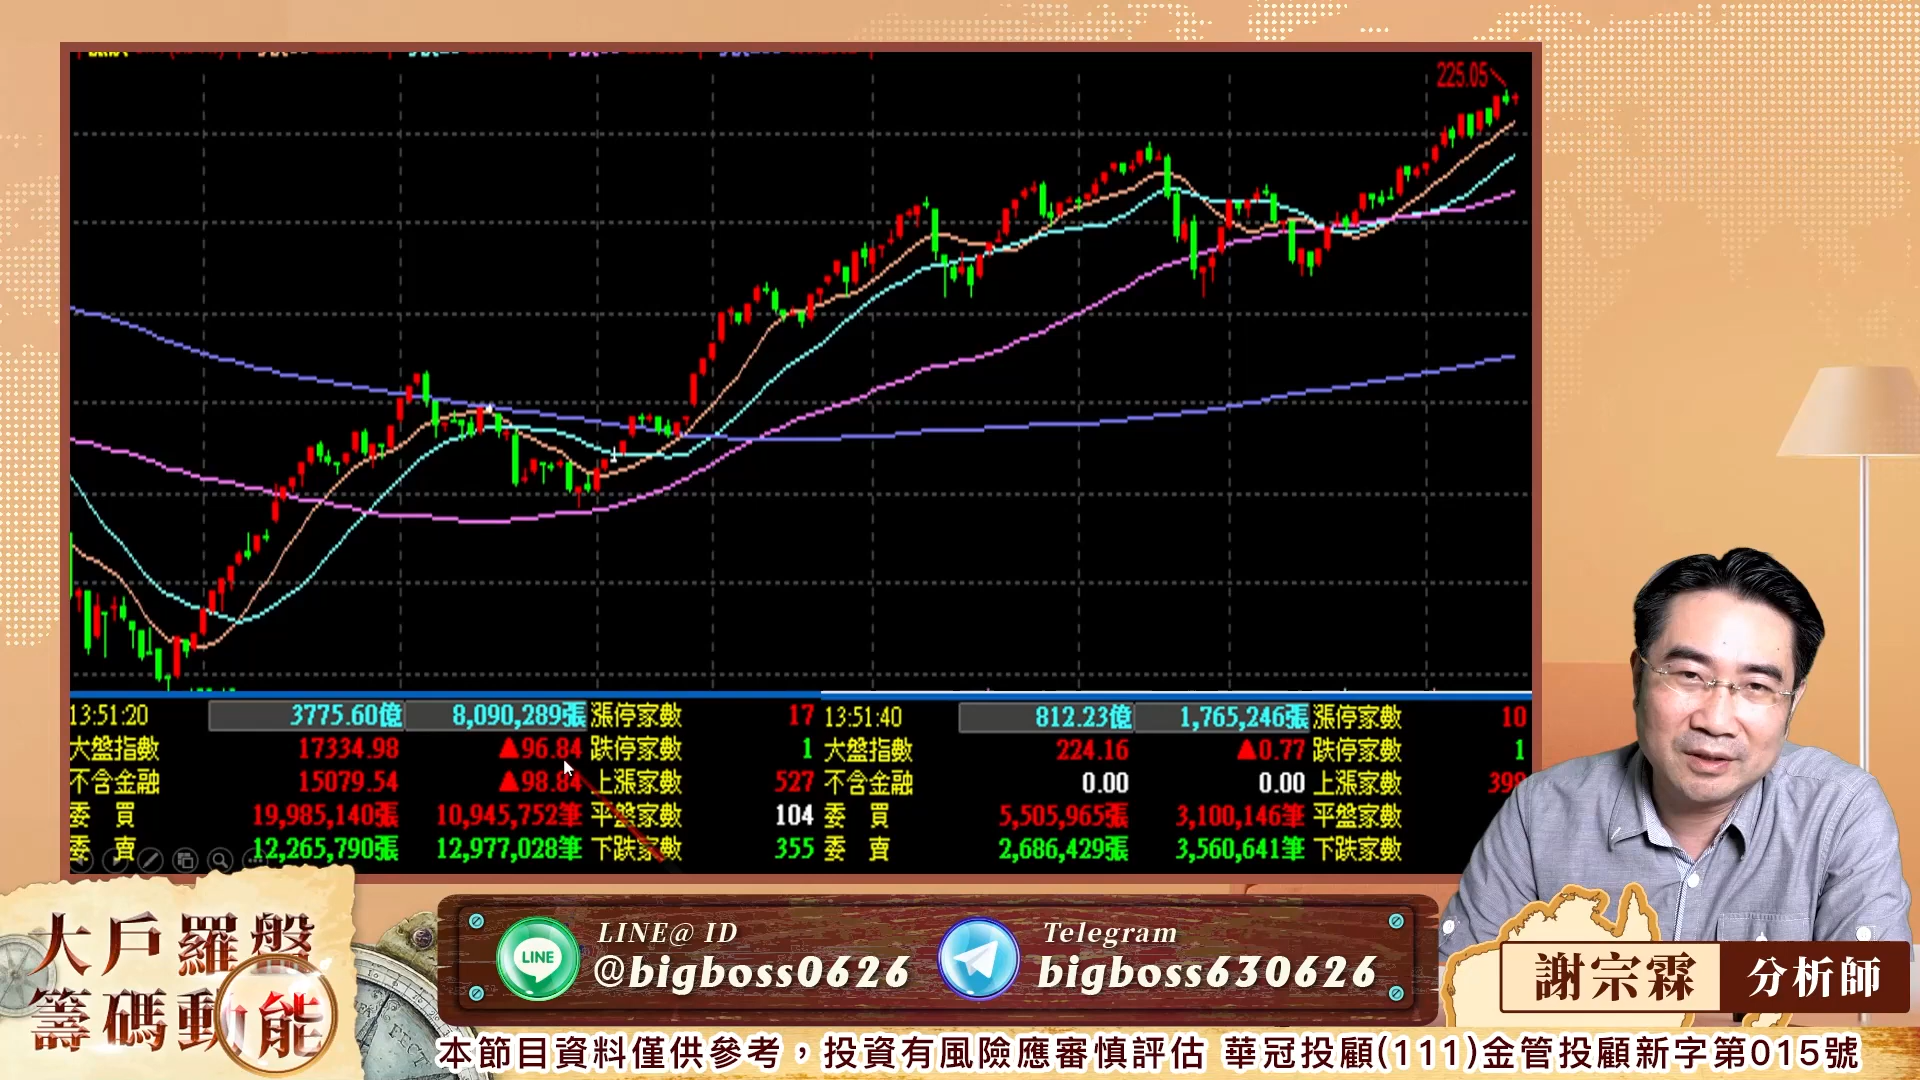 225.05
13:51:20 3775.60億 8,090,289張 漲停家數 17
大盤指數 17334.98 ▲96.84 跌停家數 1
不含金融 15079.54 ▲98.84 上漲家數 527
委 買 19,985,140張 10,945,752筆 平盤家數 104
委 賣 12,265,790張 12,977,028筆 下跌家數 355
13:51:40 812.23億 1,765,246張 漲停家數 10
大盤指數 224.16 ▲0.77 跌停家數 1
不含金融 0.00 0.00 上漲家數 399
委 買 5,505,965張 3,100,146筆 平盤家數
委 賣 2,686,429張 3,560,641筆 下跌家數
大戶羅盤
籌碼動能
LINE
LINE@ ID
@bigboss0626
Telegram
bigboss630626
謝宗霖 分析師
本節目資料僅供參考，投資有風險應審慎評估 華冠投顧(111)金管投顧新字第015號